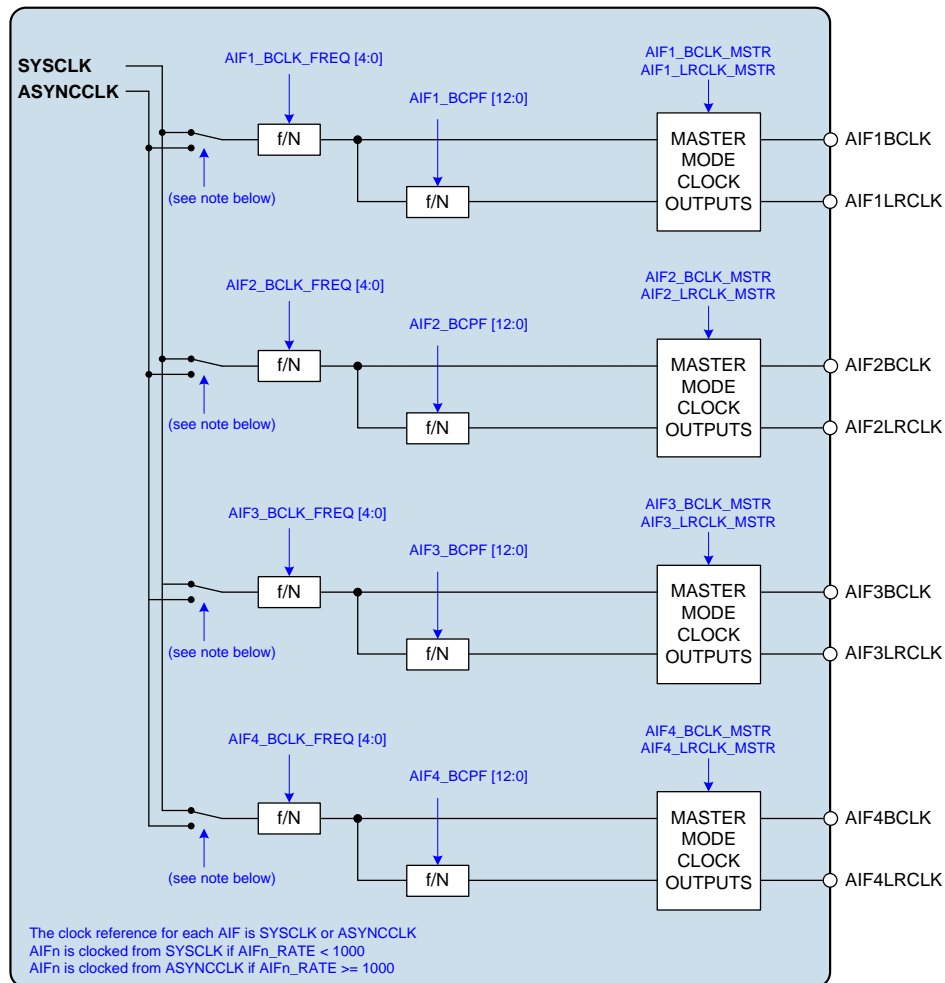 SYSCLK
ASYNCCLK
AIF1_BCLK_FREQ [4:0]
AIF1_BCPF [12:0]
AIF1_BCLK_MSTR
AIF1_LRCLK_MSTR
f/N
f/N
(see note below)
MASTER
MODE
CLOCK
OUTPUTS
AIF1BCLK
AIF1LRCLK
AIF2_BCLK_FREQ [4:0]
AIF2_BCPF [12:0]
AIF2_BCLK_MSTR
AIF2_LRCLK_MSTR
f/N
f/N
(see note below)
MASTER
MODE
CLOCK
OUTPUTS
AIF2BCLK
AIF2LRCLK
AIF3_BCLK_FREQ [4:0]
AIF3_BCPF [12:0]
AIF3_BCLK_MSTR
AIF3_LRCLK_MSTR
f/N
f/N
(see note below)
MASTER
MODE
CLOCK
OUTPUTS
AIF3BCLK
AIF3LRCLK
AIF4_BCLK_FREQ [4:0]
AIF4_BCPF [12:0]
AIF4_BCLK_MSTR
AIF4_LRCLK_MSTR
f/N
f/N
(see note below)
MASTER
MODE
CLOCK
OUTPUTS
AIF4BCLK
AIF4LRCLK
The clock reference for each AIF is SYSCLK or ASYNCCLK
AIFn is clocked from SYSCLK if AIFn_RATE < 1000
AIFn is clocked from ASYNCCLK if AIFn_RATE >= 1000